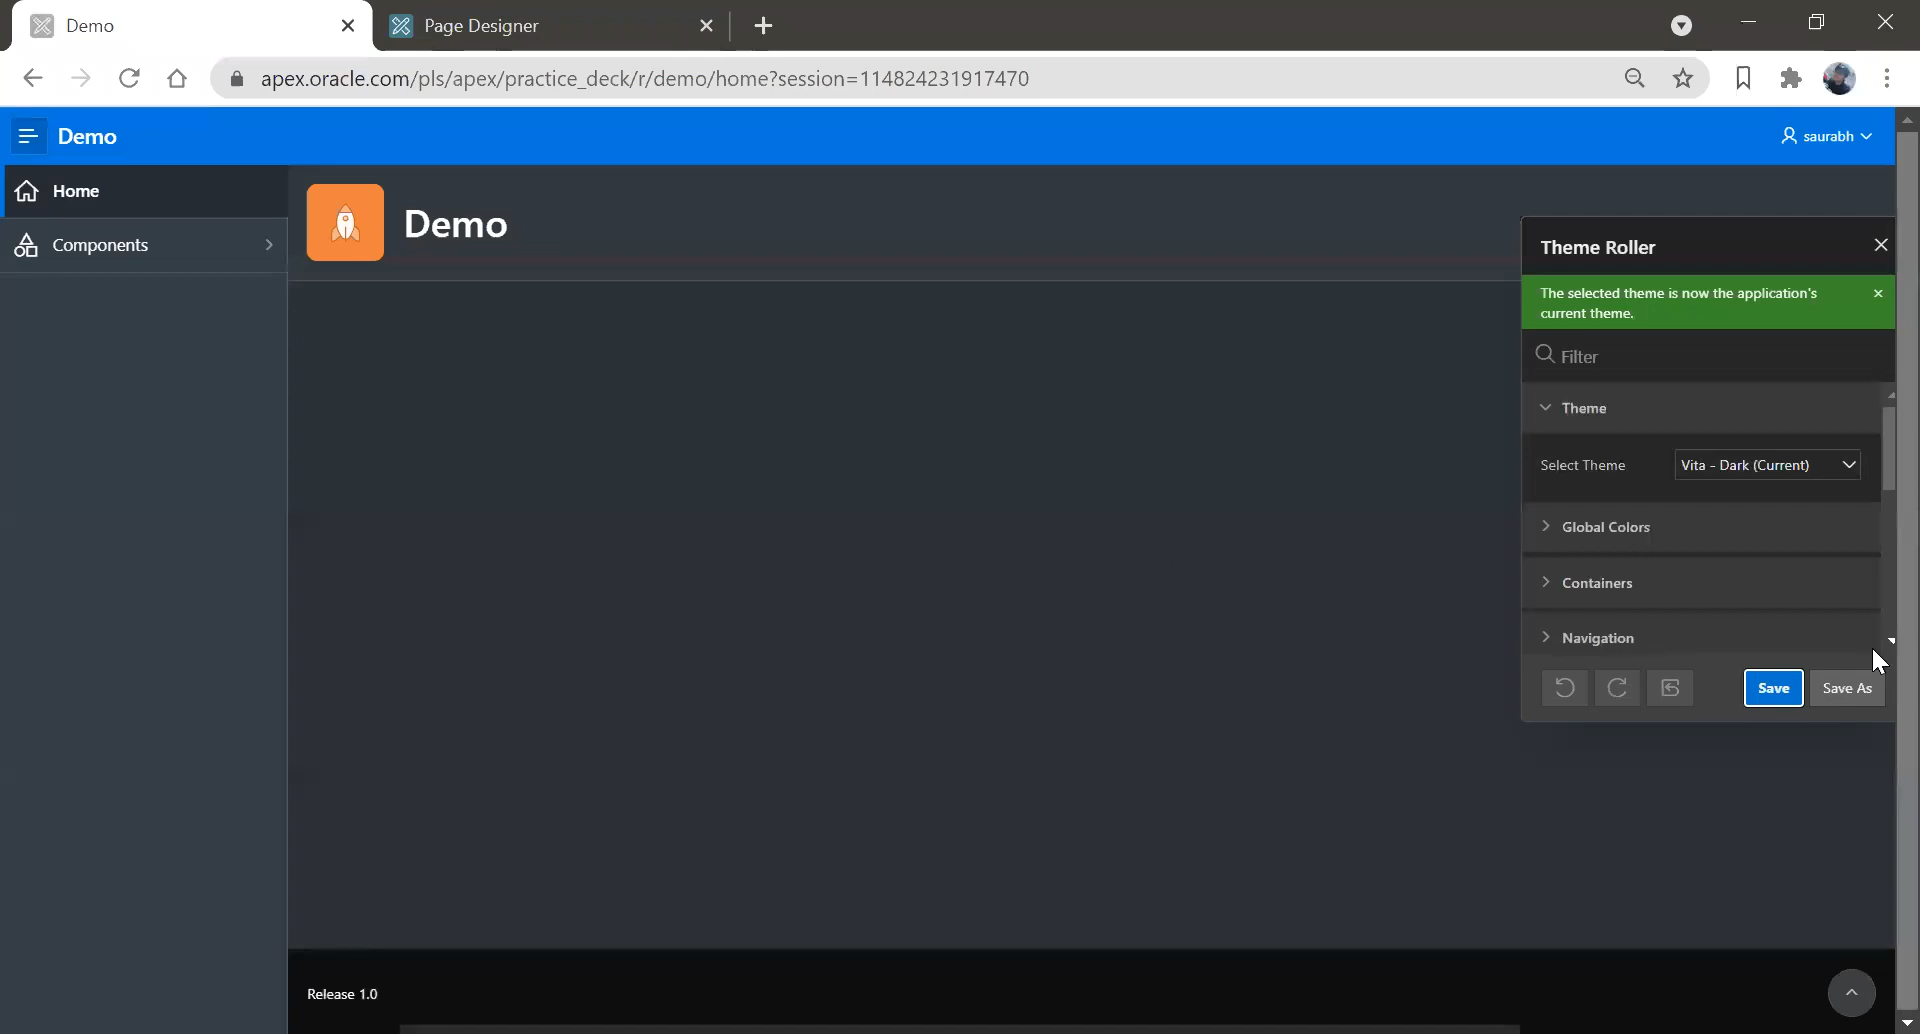 Demo
Page Designer
apex.oracle.com/pls/apex/practice_deck/r/demo/home?session=114824231917470
Demo
saurabh
Home
Components
Demo
Theme Roller
The selected theme is now the application's
current theme.
Filter
Theme
Select Theme
Vita - Dark (Current)
Global Colors
Containers
Navigation
Save
Save As
Release 1.0